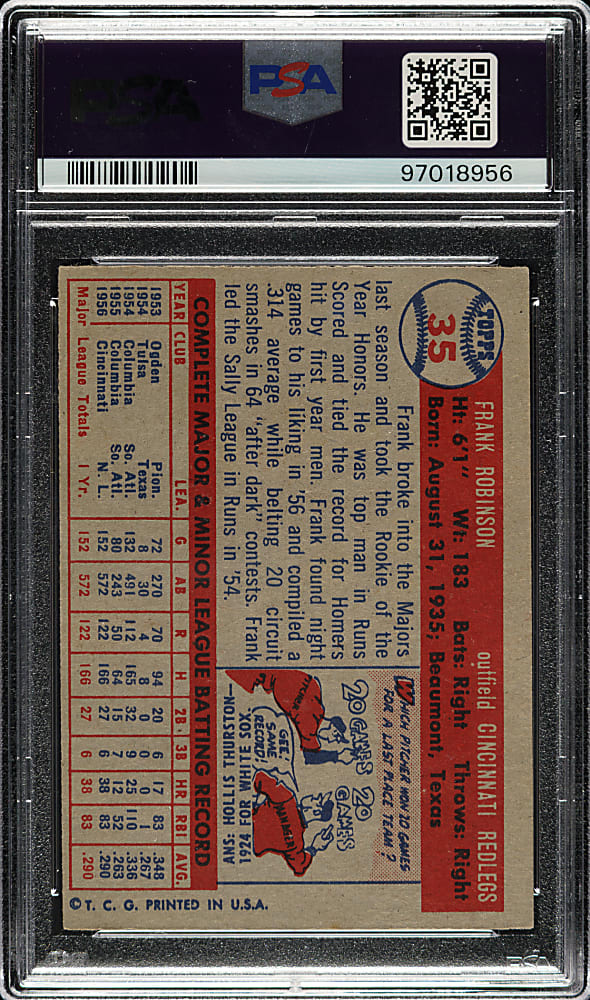 PSA
PSA
97018956
TOPPS
35
FRANK ROBINSON
outfield CINCINNATI REDLEGS
Ht: 6'1" Wt: 183 Bats: Right Throws: Right
Born: August 31, 1935; Beaumont, Texas
Frank broke into the Majors
last season and took the Rookie of the
Year Honors. He was top man in Runs
Scored and tied the record for Homers
hit by first year men. Frank found night
games to his liking in '56 and compiled a
.314 average while belting 20 circuit
smashes in 64 "after dark" contests. Frank
led the Sally League in Runs in '54.
WHICH PITCHER WON 20 GAMES
FOR A LAST PLACE TEAM?
20 GAMES 20 GAMES
PITCHER
SEZ SAME RECORD!
MANAGER
ANS: HOLLIS THURSTON—
1924 FOR WHITE SOX
COMPLETE MAJOR & MINOR LEAGUE BATTING RECORD
YEAR CLUB LEA. G AB R H 2B 3B HR RBI AVG.
1953 Ogden Pion. 72 270 70 94 20 6 17 83 .348
1954 Tulsa Texas 8 30 4 8 0 0 0 1 .267
1954 Columbia So. Atl. 132 491 112 165 32 9 25 110 .336
1955 Columbia So. Atl. 80 243 50 64 15 7 12 52 .263
1956 Cincinnati N. L. 152 572 122 166 27 6 38 83 .290
Major League Totals 1 Yr. 152 572 122 166 27 6 38 83 .290
© T. C. G. PRINTED IN U.S.A.
PSA